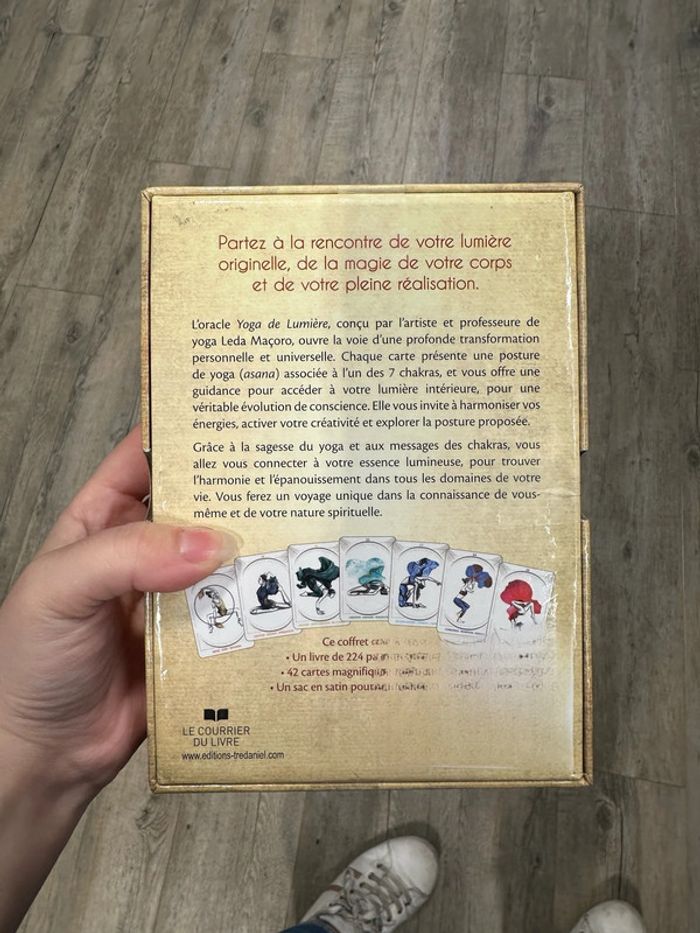 Partez à la rencontre de votre lumière
originelle, de la magie de votre corps
et de votre pleine réalisation.
L'oracle Yoga de Lumière, conçu par l'artiste et professeure de
yoga Leda Maçoro, ouvre la voie d'une profonde transformation
personnelle et universelle. Chaque carte présente une posture
de yoga (asana) associée à l'un des 7 chakras, et vous offre une
guidance pour accéder à votre lumière intérieure, pour une
véritable évolution de conscience. Elle vous invite à harmoniser vos
énergies, activer votre créativité et explorer la posture proposée.
Grâce à la sagesse du yoga et aux messages des chakras, vous
allez vous connecter à votre essence lumineuse, pour trouver
l'harmonie et l'épanouissement dans tous les domaines de votre
vie. Vous ferez un voyage unique dans la connaissance de vous-
même et de votre nature spirituelle.
Ce coffret
• Un livre de 224
• 42 cartes
• Un sac en satin
LE COURRIER
DU LIVRE
www.editions-tredaniel.com